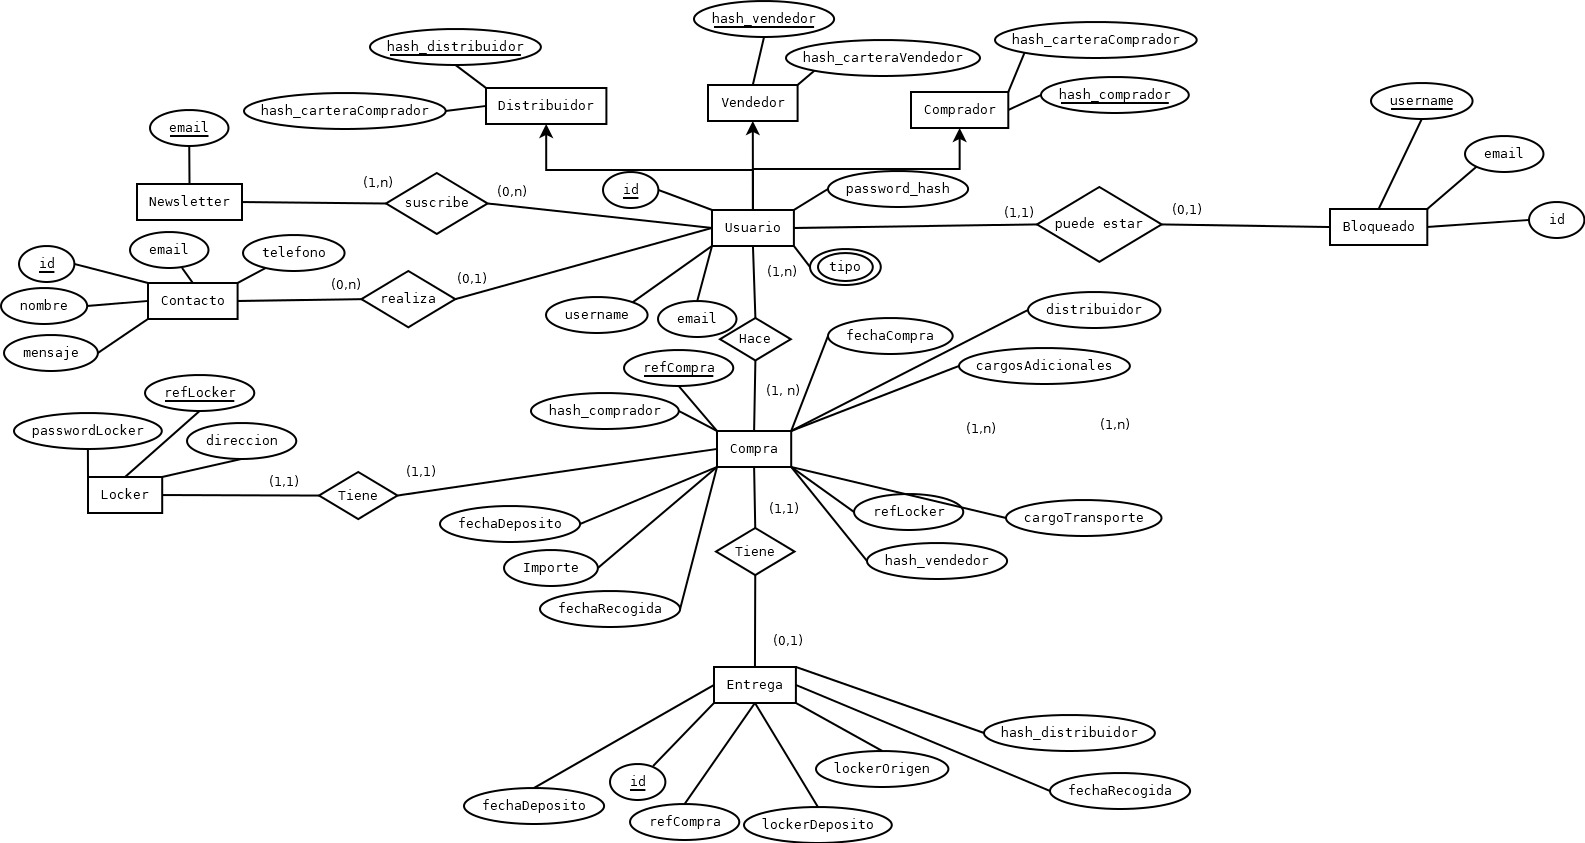 hash_vendedor
hash_distribuidor
hash_carteraComprador
hash_carteraVendedor
hash_carteraComprador
Distribuidor
Vendedor
Comprador
hash_comprador
username
email
email
(1,n)
(0,n)
id
password_hash
Newsletter
suscribe
Usuario
(1,1)
puede estar
(0,1)
Bloqueado
id
id
email
telefono
nombre
Contacto
(0,n)
realiza
(0,1)
(1,n)
tipo
mensaje
username
email
Hace
fechaCompra
distribuidor
refLocker
refCompra
cargosAdicionales
passwordLocker
direccion
hash_comprador
(1, n)
(1,n)
(1,n)
Locker
(1,1)
Tiene
(1,1)
Compra
fechaDeposito
(1,1)
refLocker
cargoTransporte
Importe
Tiene
hash_vendedor
fechaRecogida
(0,1)
Entrega
hash_distribuidor
fechaDeposito
id
lockerOrigen
fechaRecogida
refCompra
lockerDeposito